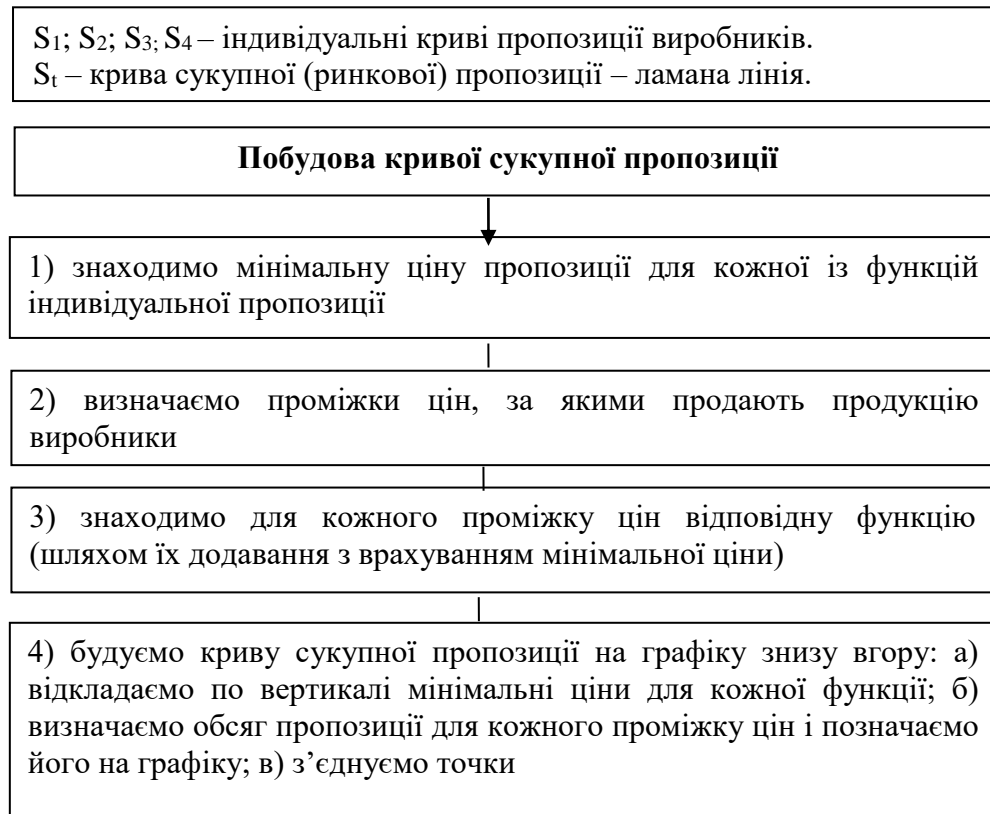 S₁; S₂; S₃; S₄ – індивідуальні криві пропозиції виробників.
Sₜ – крива сукупної (ринкової) пропозиції – ламана лінія.
Побудова кривої сукупної пропозиції
1) знаходимо мінімальну ціну пропозиції для кожної із функцій
індивідуальної пропозиції
2) визначаємо проміжки цін, за якими продають продукцію
виробники
3) знаходимо для кожного проміжку цін відповідну функцію
(шляхом їх додавання з врахуванням мінімальної ціни)
4) будуємо криву сукупної пропозиції на графіку знизу вгору: а)
відкладаємо по вертикалі мінімальні ціни для кожної функції; б)
визначаємо обсяг пропозиції для кожного проміжку цін і позначаємо
його на графіку; в) з’єднуємо точки